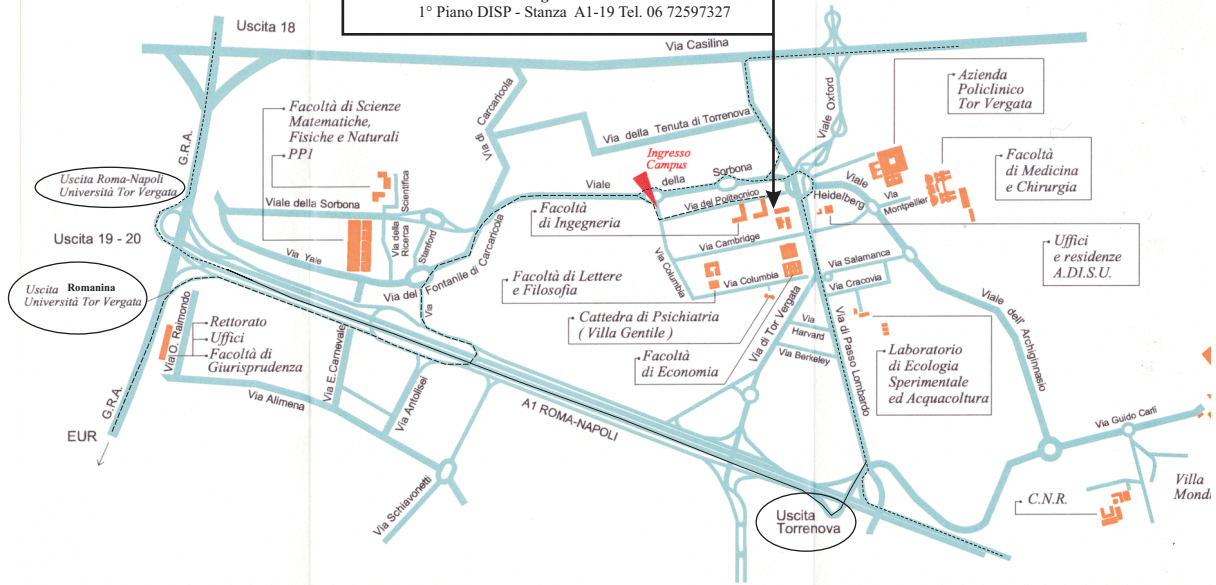 1° Piano DISP - Stanza A1-19 Tel. 06 72597327
Uscita 18
Via Casilina
G.R.A.
Facoltà di Scienze
Matematiche,
Fisiche e Naturali
PP1
Via di Carcaricola
Via della Tenuta di Torrenova
Viale Oxford
Azienda
Policlinico
Tor Vergata
Ingresso
Campus
Facoltà
di Medicina
e Chirurgia
Uscita Roma-Napoli
Università Tor Vergata
Viale della Sorbona
Via della
Ricerca
Scientifica
Stanford
Viale della Sorbona
Via del Politecnico
Viale
Heidelberg
Via
Montpellier
Facoltà
di Ingegneria
Uscita 19 - 20
Via Yale
Via del Fontanile di Carcaricola
Via
Via Cambridge
Via Columbia
Via Columbia
Via Salamanca
Via Cracovia
Uffici
e residenze
A.DI.S.U.
Uscita Romanina
Università Tor Vergata
Facoltà di Lettere
e Filosofia
Cattedra di Psichiatria
( Villa Gentile )
Facoltà
di Economia
Via di Tor Vergata
Via
Harvard
Via Berkeley
Via di Passo Lombardo
Viale
dell' Archiginnasio
Laboratorio
di Ecologia
Sperimentale
ed Acquacoltura
Via O. Raimondo
Rettorato
Uffici
Facoltà di
Giurisprudenza
Via E.Carnevale
Via Antolisei
Via Alimena
A1 ROMA-NAPOLI
G.R.A.
EUR
Via Schiavonetti
Via Guido Carli
Villa
Mondi
C.N.R.
Uscita
Torrenova